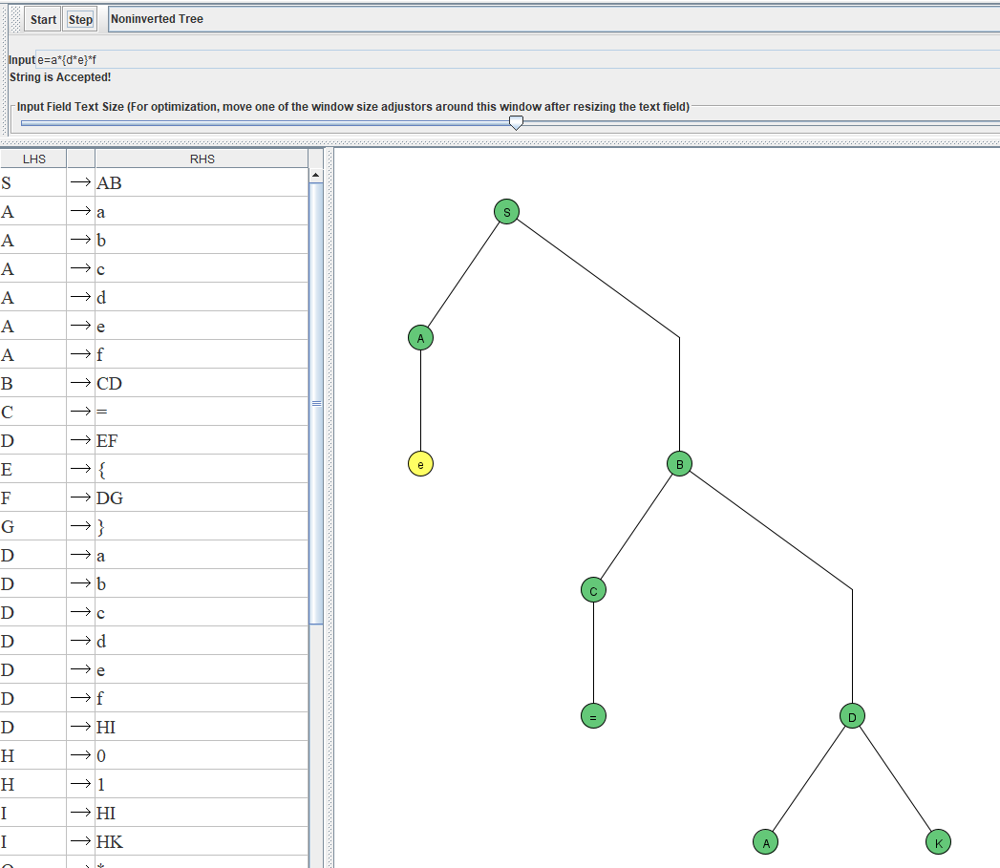 Start Step Noninverted Tree
Input e=a*{d*e}*f
String is Accepted!
Input Field Text Size (For optimization, move one of the window size adjustors around this window after resizing the text field)
LHS RHS
S → AB
A → a
A → b
A → c
A → d
A → e
A → f
B → CD
C → =
D → EF
E → {
F → DG
G → }
D → a
D → b
D → c
D → d
D → e
D → f
D → HI
H → 0
H → 1
I → HI
I → HK
S
A
e
B
C
=
D
A
K